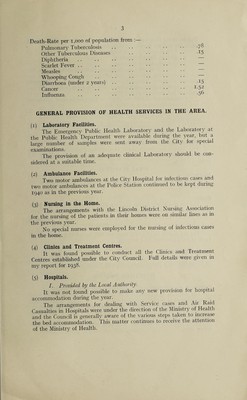 3
Death-Rate per 1,000 of population from :—
Pulmonary Tuberculosis .. .. .. .. .. .58
Other Tuberculous Diseases .. .. .. .. .15
Diphtheria .. .. .. .. .. .. .. —
Scarlet Fever .. .. .. .. .. .. .. —
Measles .. .. .. .. .. .. .. —
Whooping Cough .. .. .. .. .. .. —
Diarrhœa (under 2 years) .. .. .. .. .. .13
Cancer .. .. .. .. .. .. .. 1.32
Influenza .. .. .. .. .. .. .. .56
GENERAL PROVISION OF HEALTH SERVICES IN THE AREA.
(1) Laboratory Facilities.
The Emergency Public Health Laboratory and the Laboratory at
the Public Health Department were available during the year, but a
large number of samples were sent away from the City for special
examinations.
The provision of an adequate clinical Laboratory should be con-
sidered at a suitable time.
(2) Ambulance Facilities.
Two motor ambulances at the City Hospital for infectious cases and
two motor ambulances at the Police Station continued to be kept during
1940 as in the previous year.
(3) Nursing in the Home.
The arrangements with the Lincoln District Nursing Association
for the nursing of the patients in their homes were on similar lines as in
the previous year.
No special nurses were employed for the nursing of infectious cases
in the home.
(4) Clinics and Treatment Centres.
It was found possible to conduct all the Clinics and Treatment
Centres established under the City Council. Full details were given in
my report for 1938.
(5) Hospitals.
I. Provided by the Local Authority.
It was not found possible to make any new provision for hospital
accommodation during the year.
The arrangements for dealing with Service cases and Air Raid
Casualties in Hospitals were under the direction of the Ministry of Health
and the Council is generally aware of the various steps taken to increase
the bed accommodation. This matter continues to receive the attention
of the Ministry of Health.